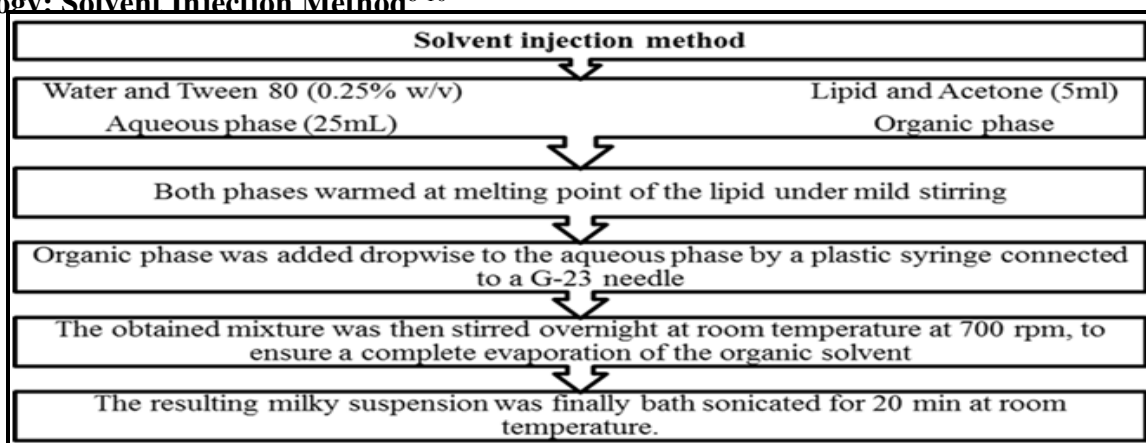 ogy: Solvent Injection Method
Solvent injection method
Water and Tween 80 (0.25% w/v)
Aqueous phase (25mL)
Lipid and Acetone (5ml)
Organic phase
Both phases warmed at melting point of the lipid under mild stirring
Organic phase was added dropwise to the aqueous phase by a plastic syringe connected
to a G-23 needle
The obtained mixture was then stirred overnight at room temperature at 700 rpm, to
ensure a complete evaporation of the organic solvent
The resulting milky suspension was finally bath sonicated for 20 min at room
temperature.